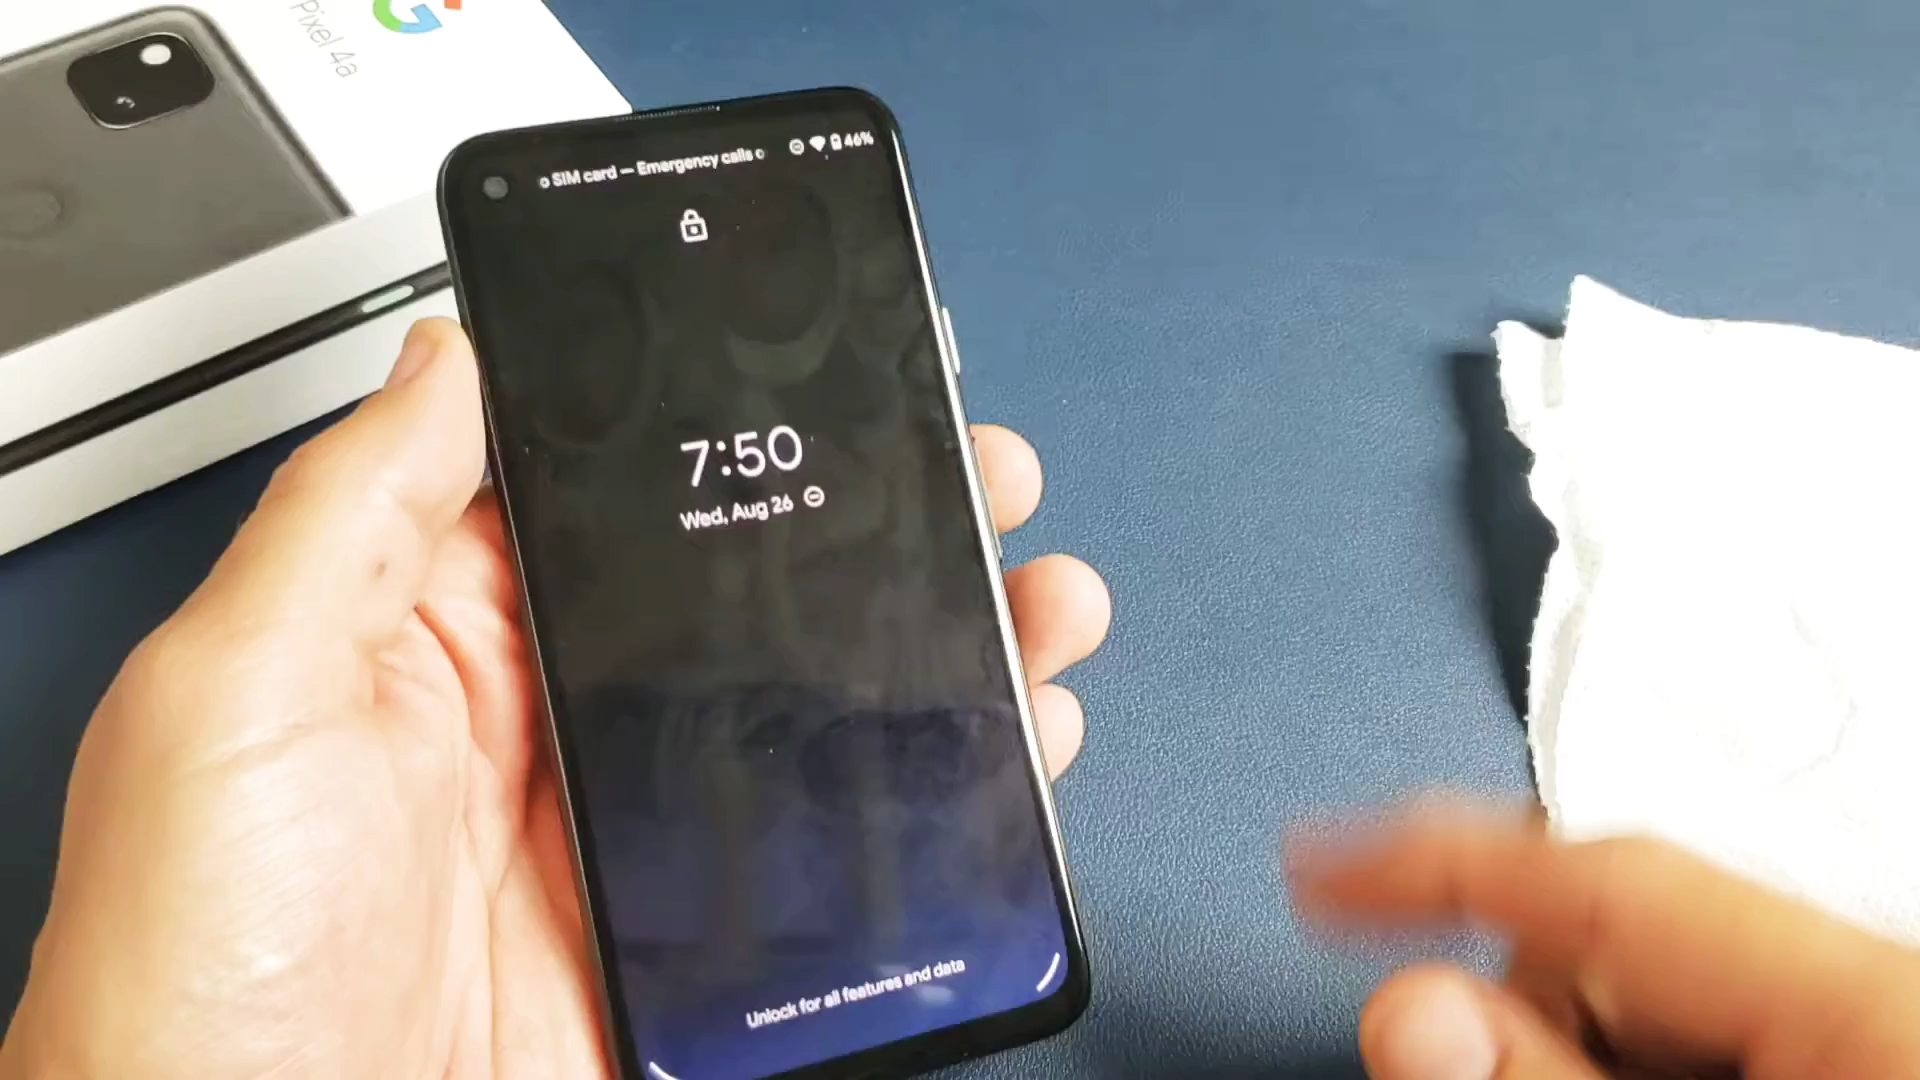 Pixel 4a
o SIM card — Emergency calls o
46%
7:50
Wed, Aug 26
Unlock for all features and data